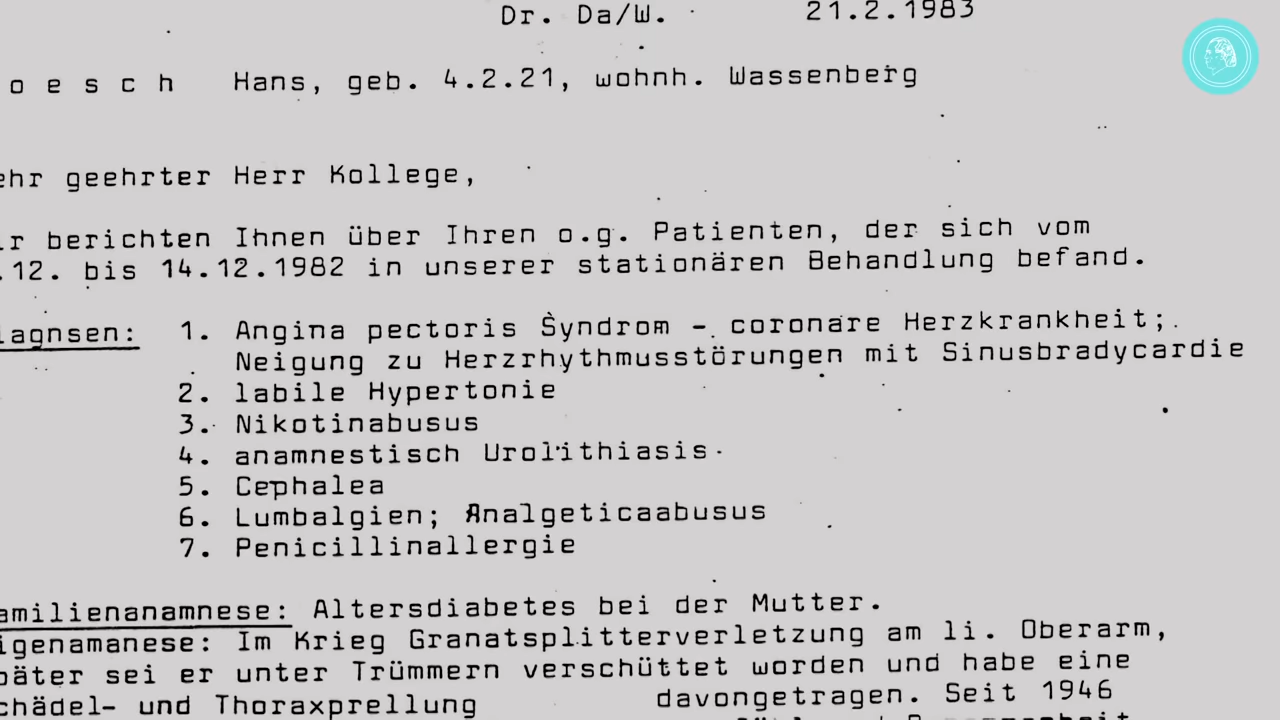 Dr. Da/W. 21.2.1983
o e s c h Hans, geb. 4.2.21, wohnh. Wassenberg
ehr geehrter Herr Kollege,
ir berichten Ihnen über Ihren o.g. Patienten, der sich vom
.12. bis 14.12.1982 in unserer stationären Behandlung befand.
iagnsen: 1. Angina pectoris Syndrom - coronare Herzkrankheit;
Neigung zu Herzrhythmusstörungen mit Sinusbradycardie
2. labile Hypertonie
3. Nikotinabusus
4. anamnestisch Urolithiasis
5. Cephalea
6. Lumbalgien; Analgeticaabusus
7. Penicillinallergie
amilienanamnese: Altersdiabetes bei der Mutter.
igenamanese: Im Krieg Granatsplitterverletzung am li. Oberarm,
päter sei er unter Trümmern verschüttet worden und habe eine
chädel- und Thoraxprellung davongetragen. Seit 1946